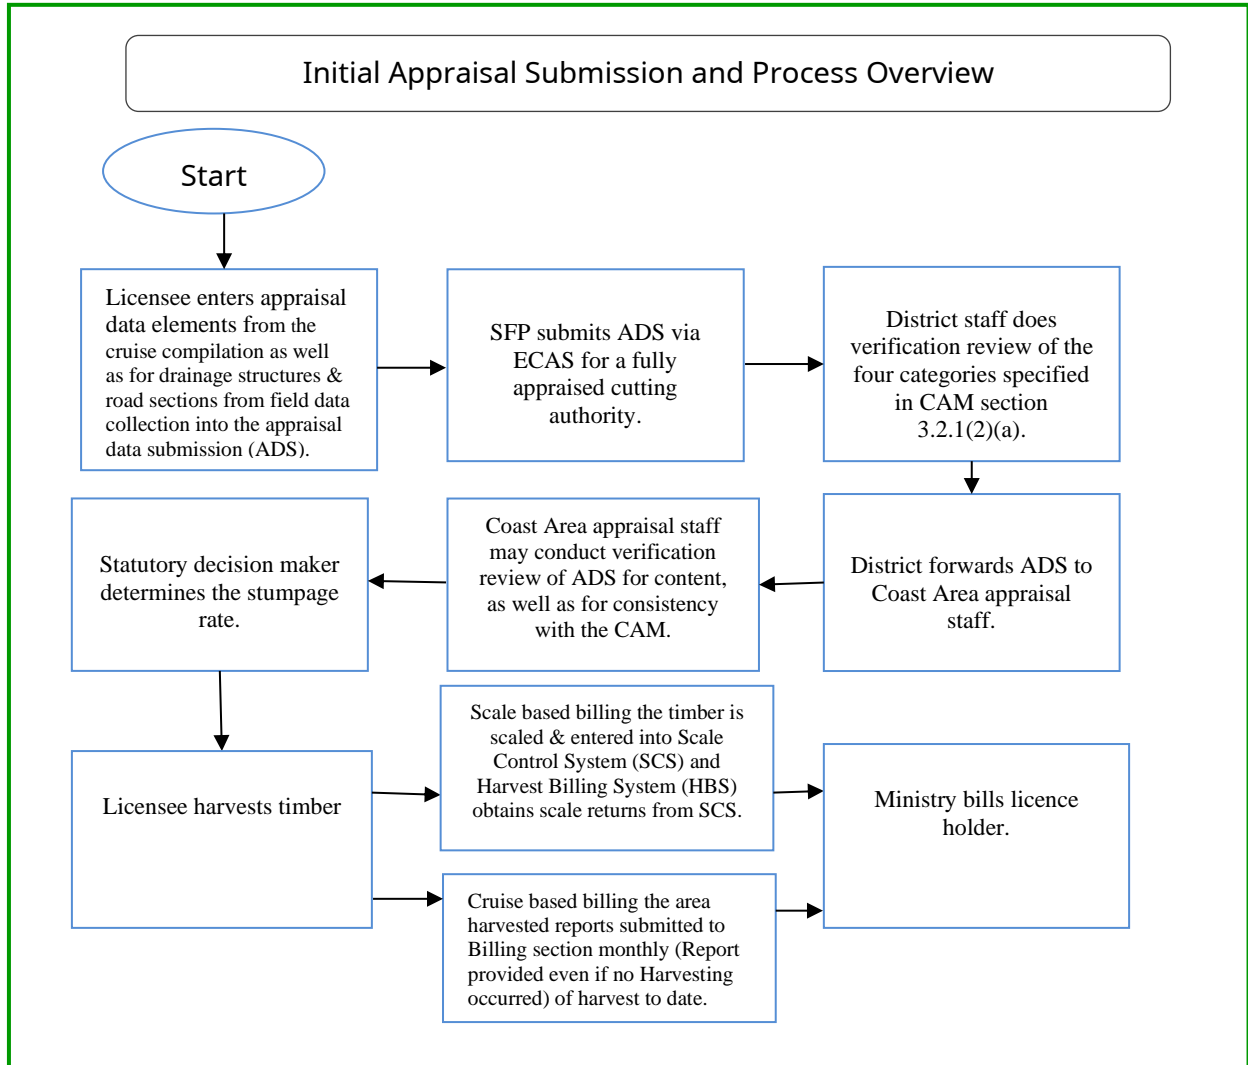 Initial Appraisal Submission and Process Overview
Start
Licensee enters appraisal
data elements from the
cruise compilation as well
as for drainage structures &
road sections from field data
collection into the appraisal
data submission (ADS).
SFP submits ADS via
ECAS for a fully
appraised cutting
authority.
District staff does
verification review of the
four categories specified
in CAM section
3.2.1(2)(a).
District forwards ADS to
Coast Area appraisal
staff.
Coast Area appraisal staff
may conduct verification
review of ADS for content,
as well as for consistency
with the CAM.
Statutory decision maker
determines the stumpage
rate.
Licensee harvests timber
Scale based billing the timber is
scaled & entered into Scale
Control System (SCS) and
Harvest Billing System (HBS)
obtains scale returns from SCS.
Cruise based billing the area
harvested reports submitted to
Billing section monthly (Report
provided even if no Harvesting
occurred) of harvest to date.
Ministry bills licence
holder.